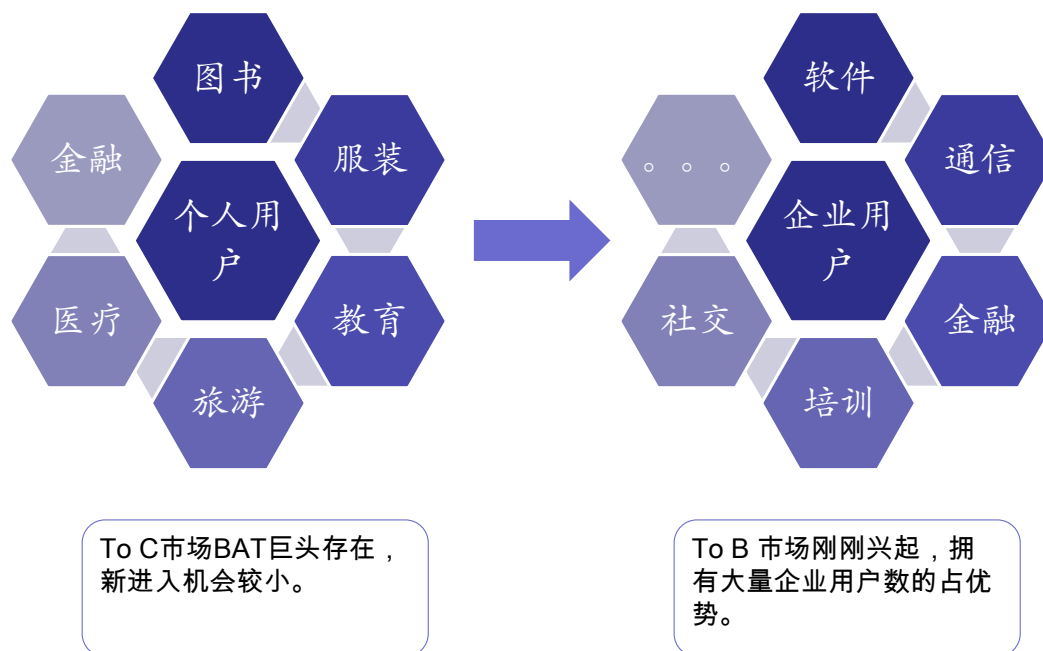 图书
金融
服装
个人用
户
医疗
教育
旅游
软件
。。。
通信
企业用
户
社交
金融
培训
To C市场BAT巨头存在，
新进入机会较小。
To B 市场刚刚兴起，拥
有大量企业用户数的占优
势。